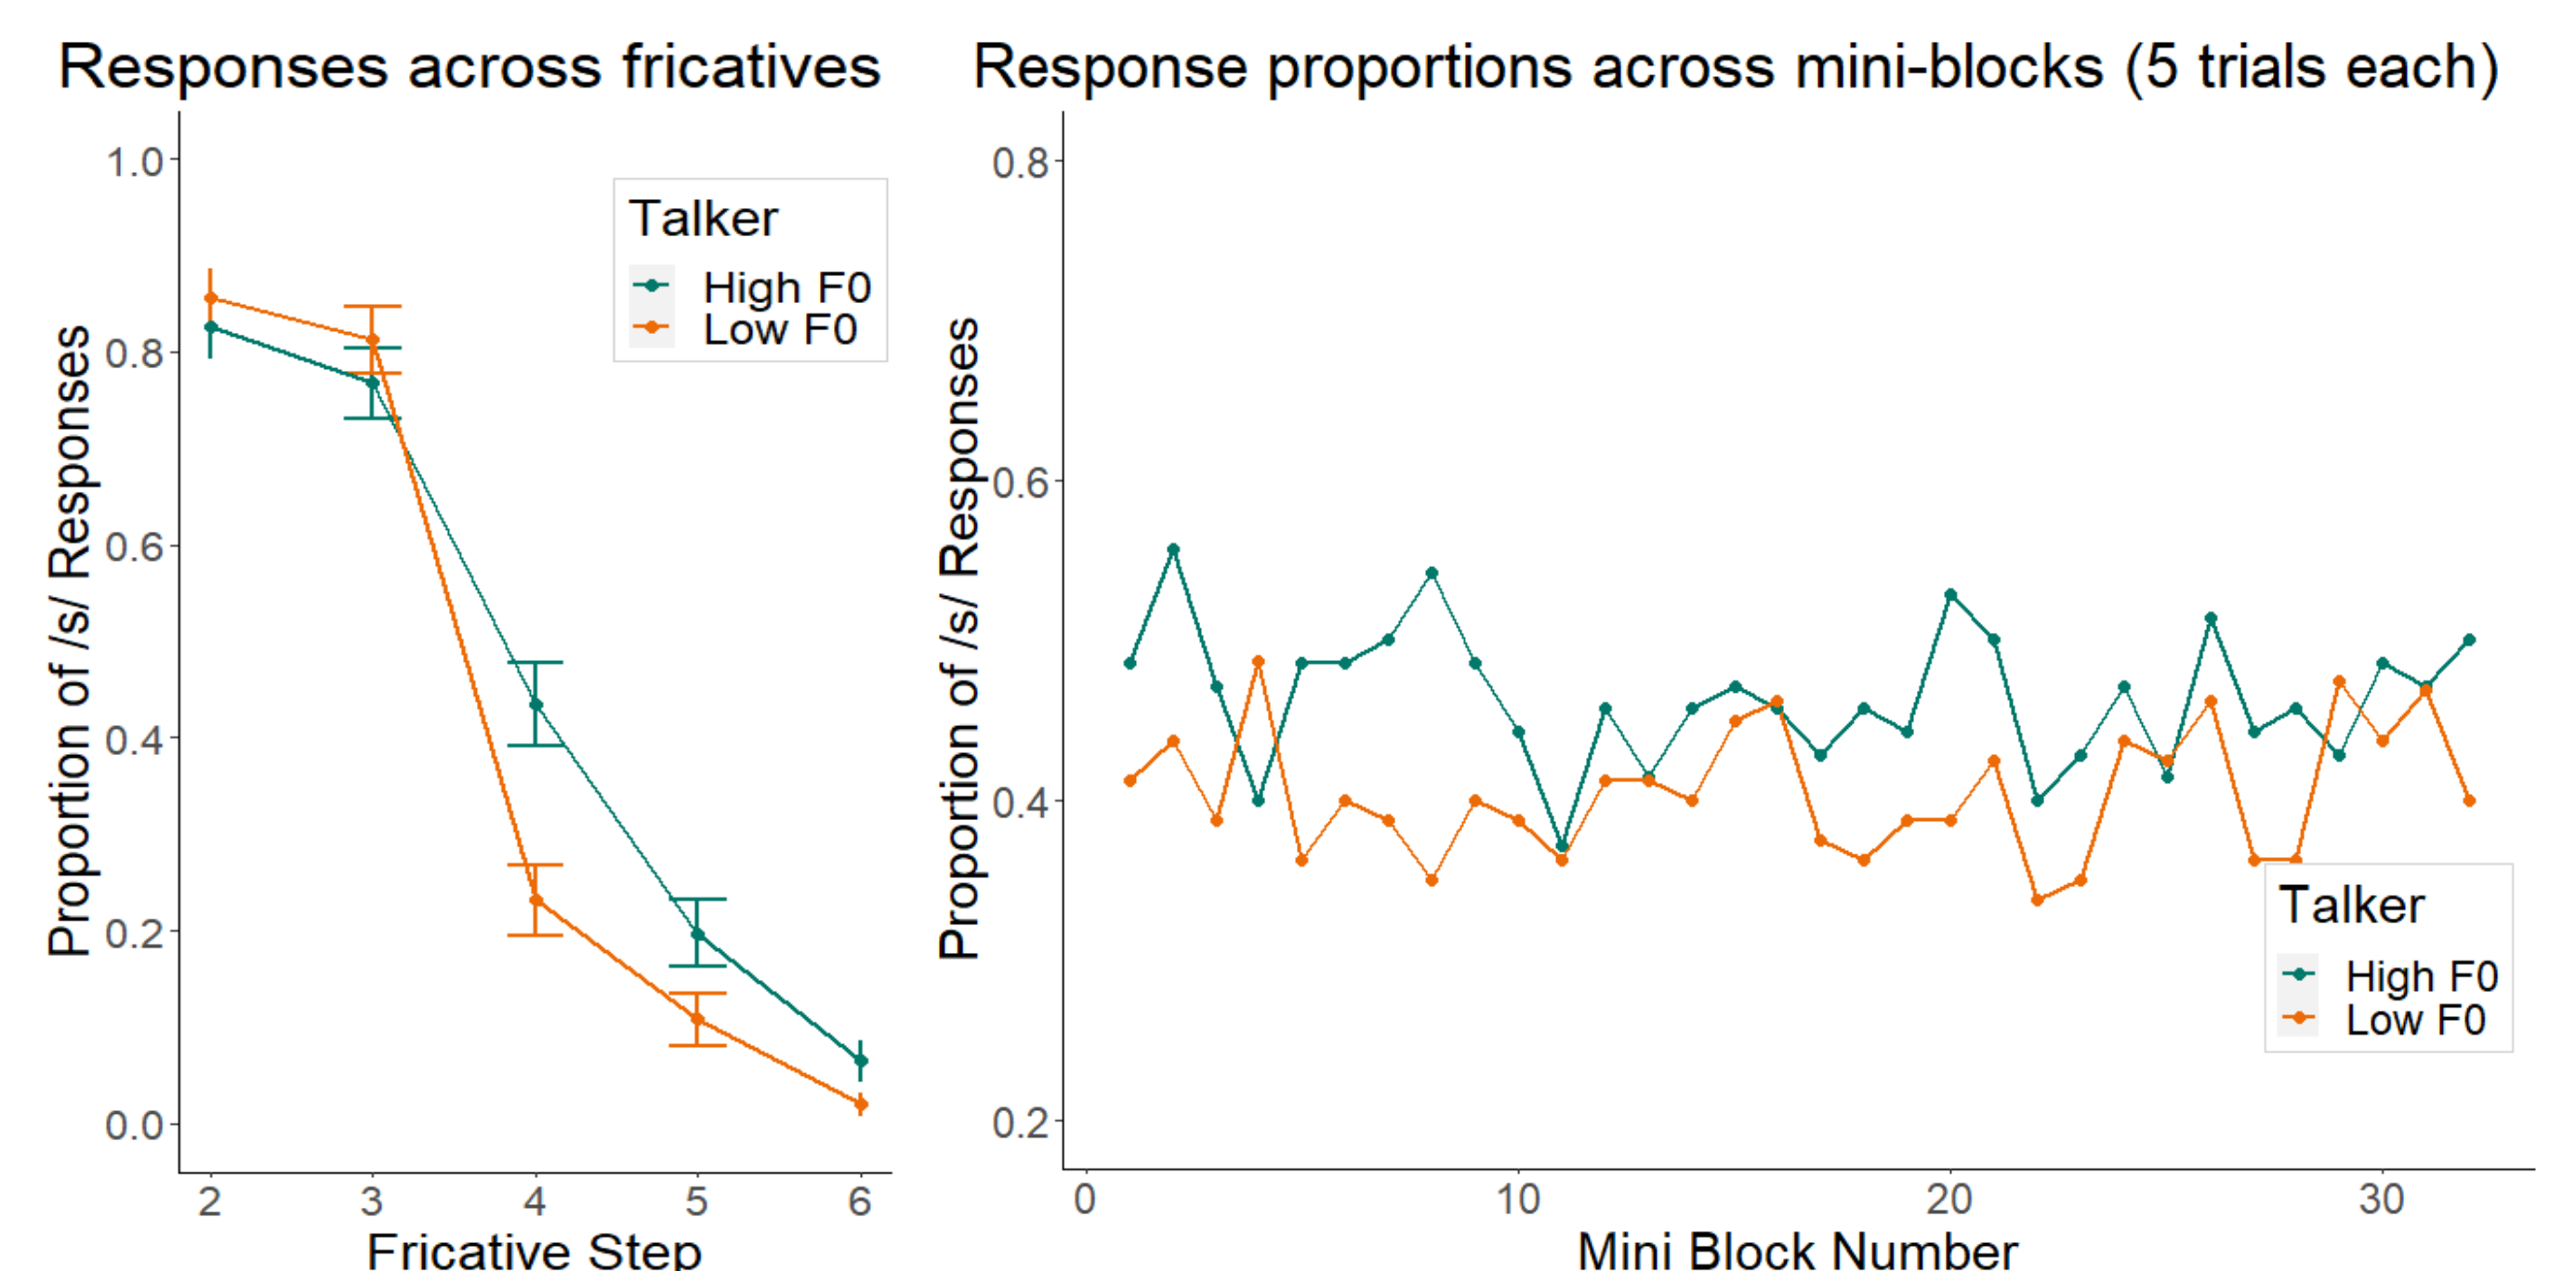 Responses across fricatives
Proportion of /s/ Responses
1.0
0.8
0.6
0.4
0.2
0.0
2 3 4 5 6
Fricative Step
Talker
High F0
Low F0
Response proportions across mini-blocks (5 trials each)
Proportion of /s/ Responses
0.8
0.6
0.4
0.2
0 10 20 30
Mini Block Number
Talker
High F0
Low F0